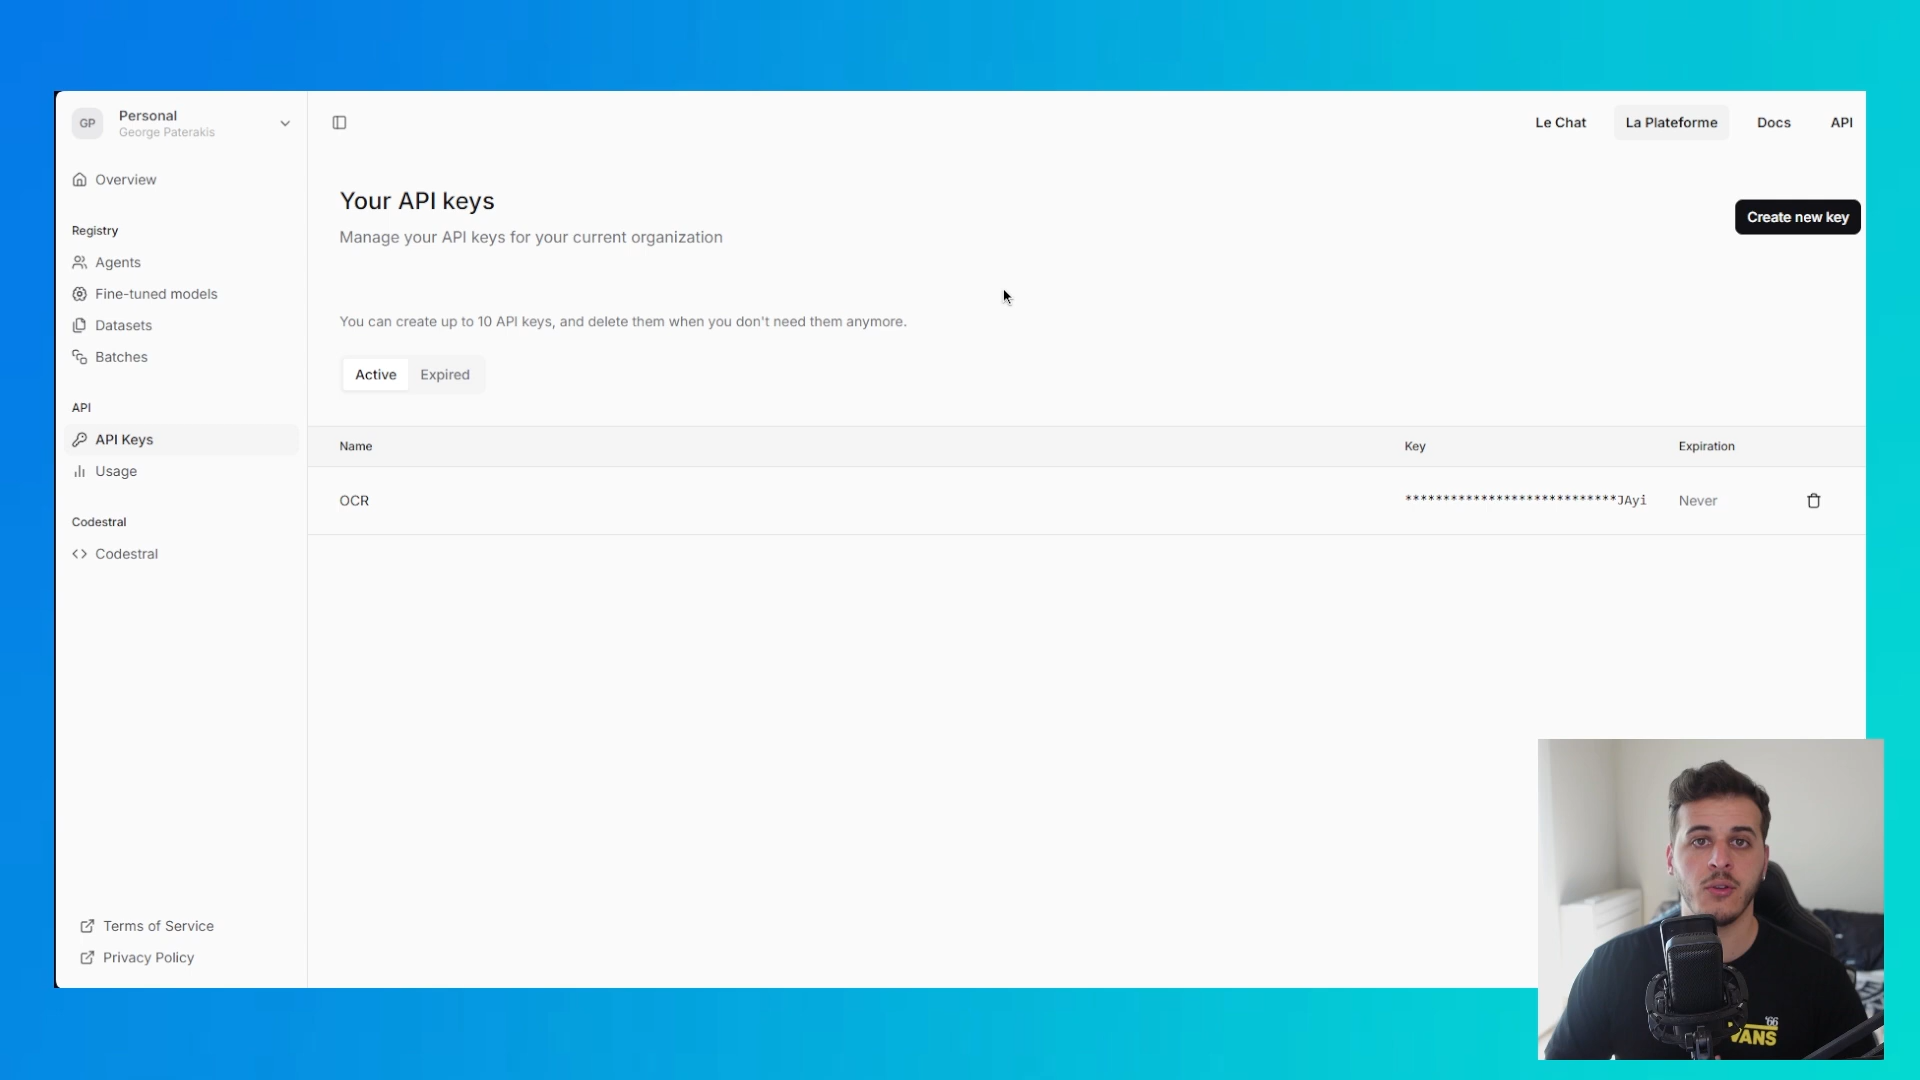 GP
Personal
George Paterakis
Le Chat
La Plateforme
Docs
API
Overview
Registry
Agents
Fine-tuned models
Datasets
Batches
API
API Keys
Usage
Codestral
Codestral
Terms of Service
Privacy Policy
Your API keys
Manage your API keys for your current organization
Create new key
You can create up to 10 API keys, and delete them when you don't need them anymore.
Active
Expired
Name
Key
Expiration
OCR
****************************JAyi
Never
'66
VANS